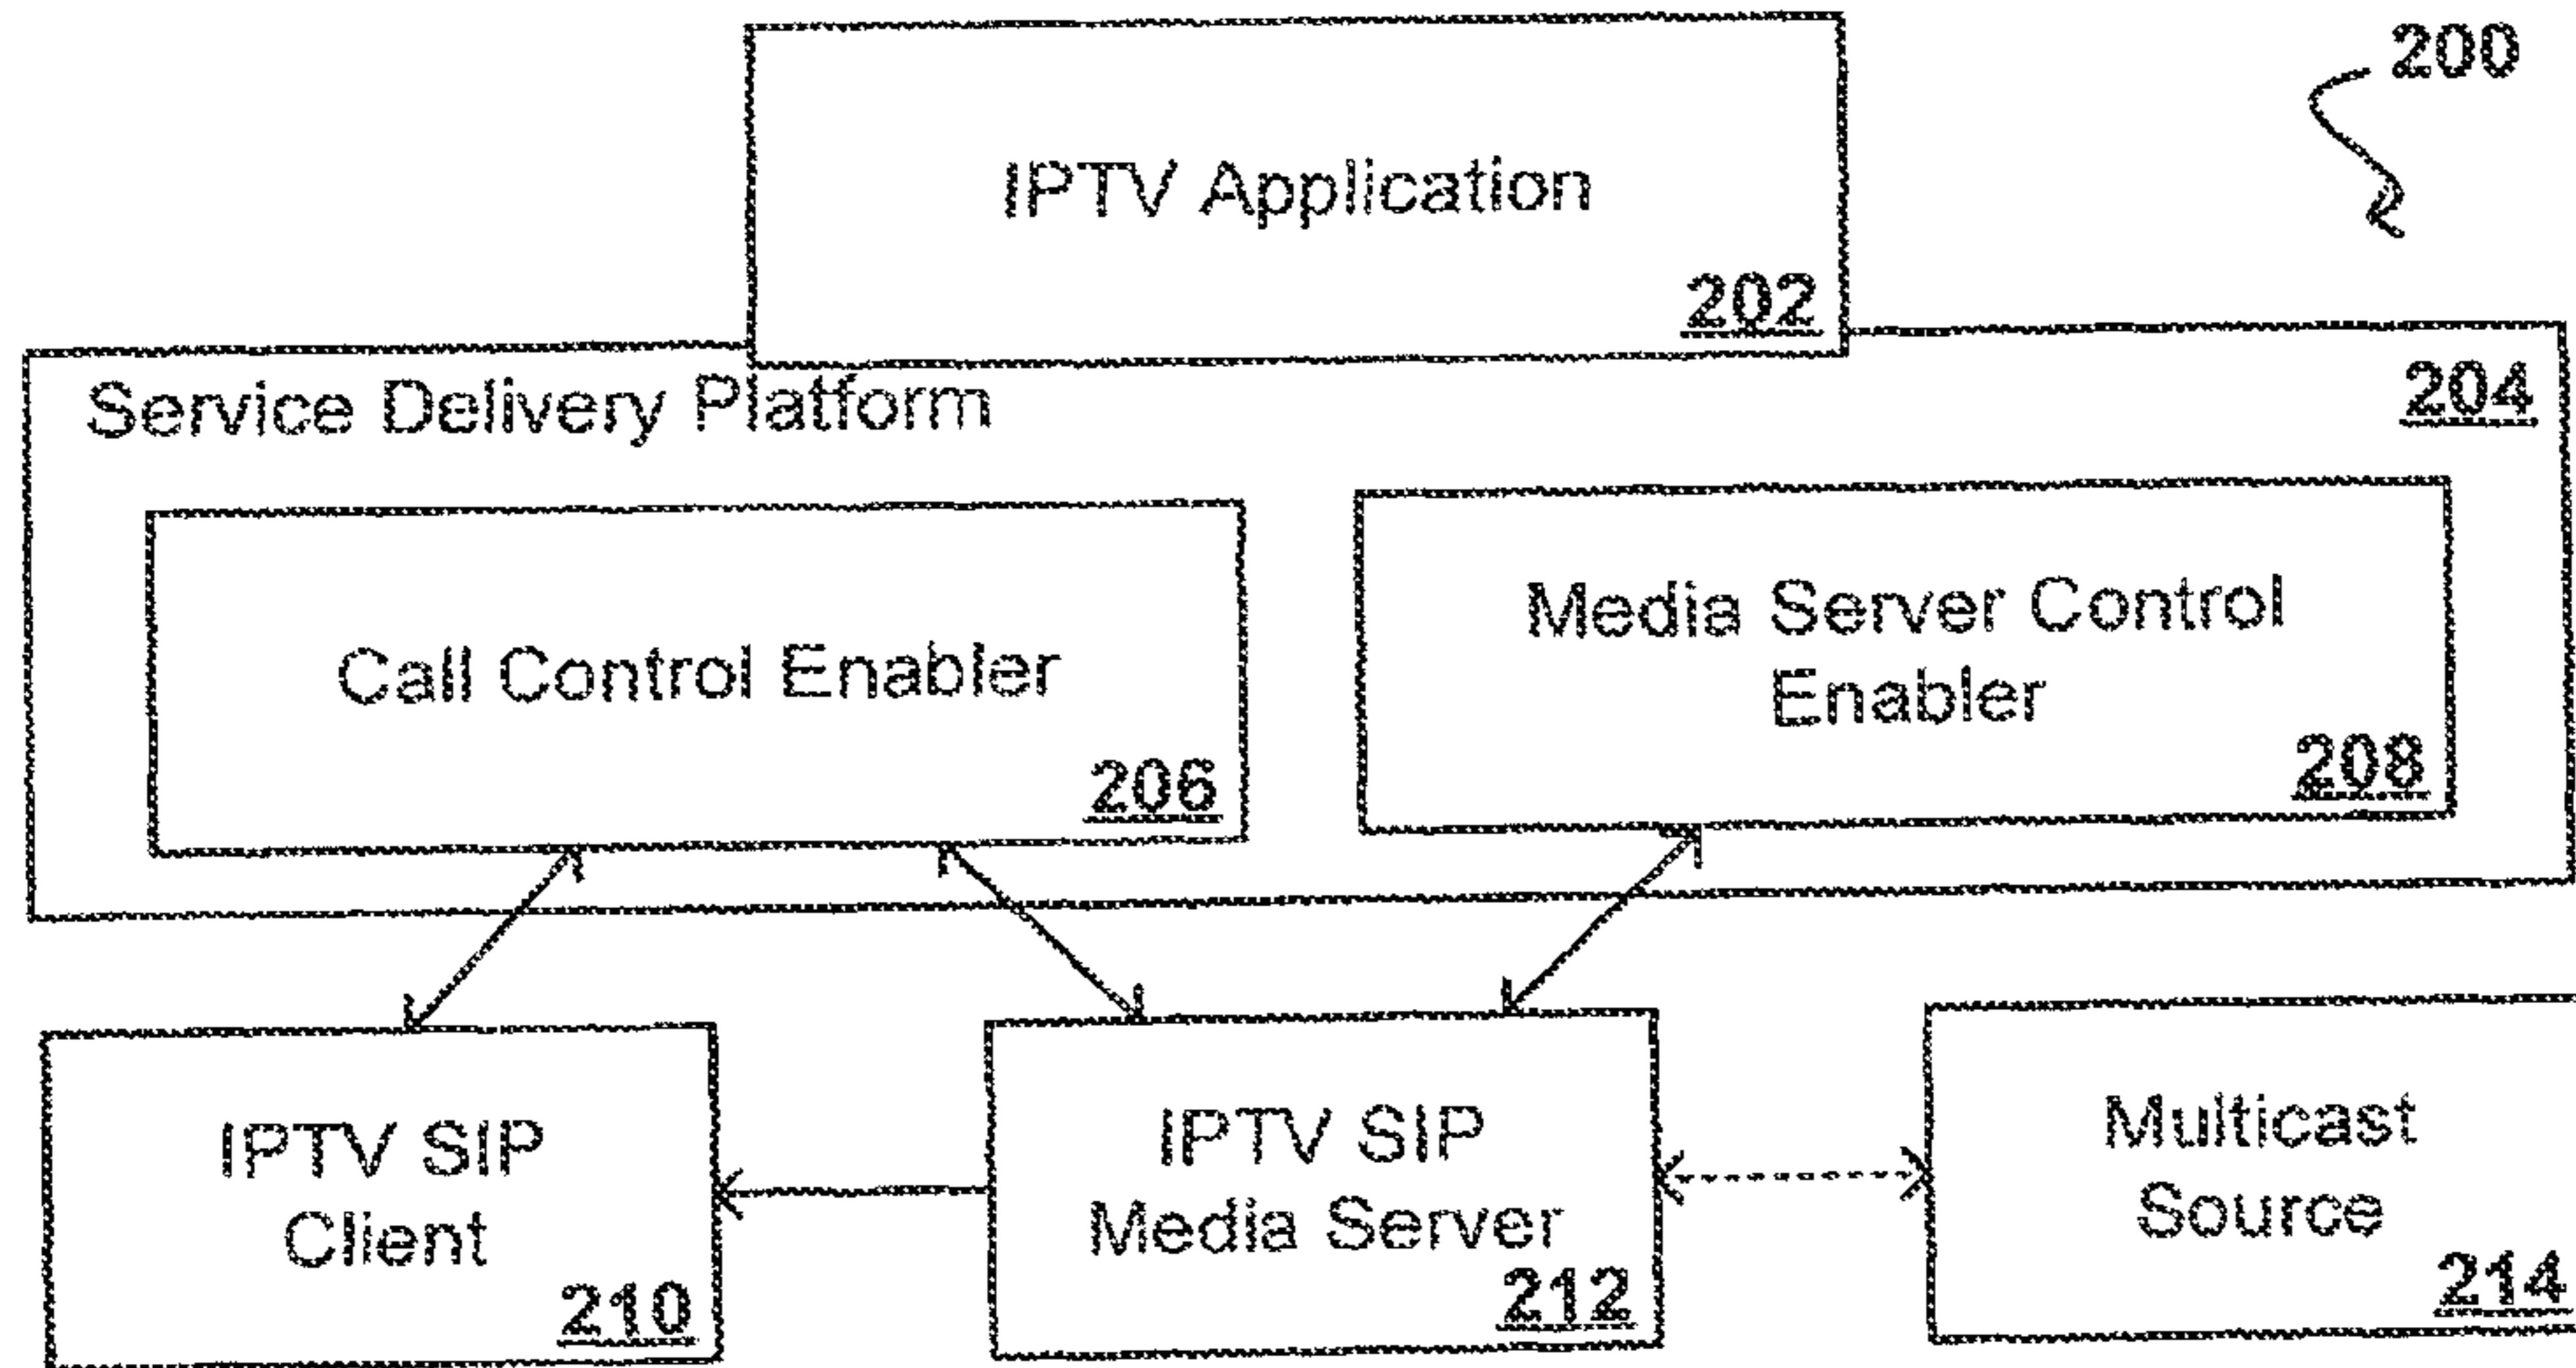 200
IPTV Application
202
Service Delivery Platform
204
Call Control Enabler
206
Media Server Control
Enabler
208
IPTV SIP
Client
210
IPTV SIP
Media Server
212
Multicast
Source
214